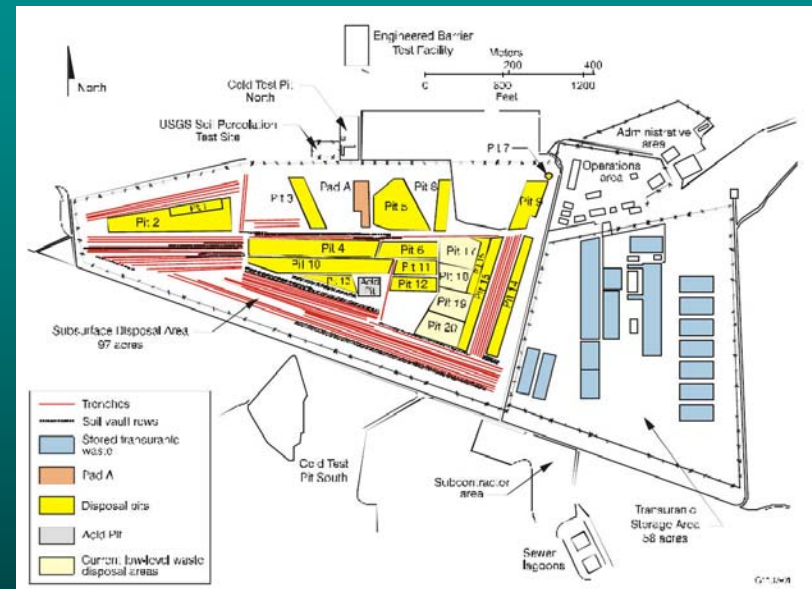 Engineered Barrier
Test Facility
Meters
0 200 400
0 600 1200
Feet
North
Cold Test Pit
North
USGS Soil Percolation
Test Site
Pit 7
Administrative
area
Operations
area
Pit 1
Pit 2
Pit 3
Pad A
Pit 5
Pit 8
Pit 9
Pit 4
Pit 6
Pit 10
Pit 11
Pit 12
Pit 13
Acid
Pit
Pit 17
Pit 18
Pit 19
Pit 20
Pit 16
Pit 15
Pit 14
Subsurface Disposal Area
97 acres
Trenches
Soil vault rows
Stored transuranic
waste
Pad A
Disposal pits
Acid Pit
Current low-level waste
disposal areas
Cold Test
Pit South
Subcontractor
area
Sewer
lagoons
Transuranic
Storage Area
58 acres